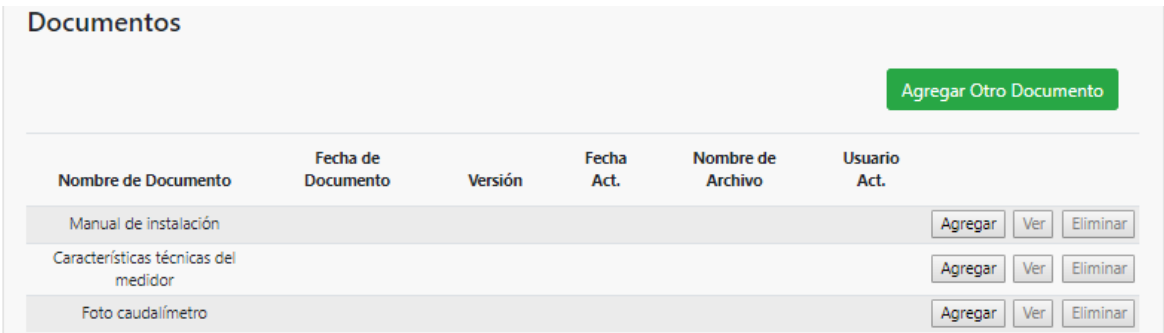 Documentos
Agregar Otro Documento
Nombre de Documento Fecha de Documento Versión Fecha Act. Nombre de Archivo Usuario Act.
Manual de instalación Agregar Ver Eliminar
Características técnicas del medidor Agregar Ver Eliminar
Foto caudalímetro Agregar Ver Eliminar